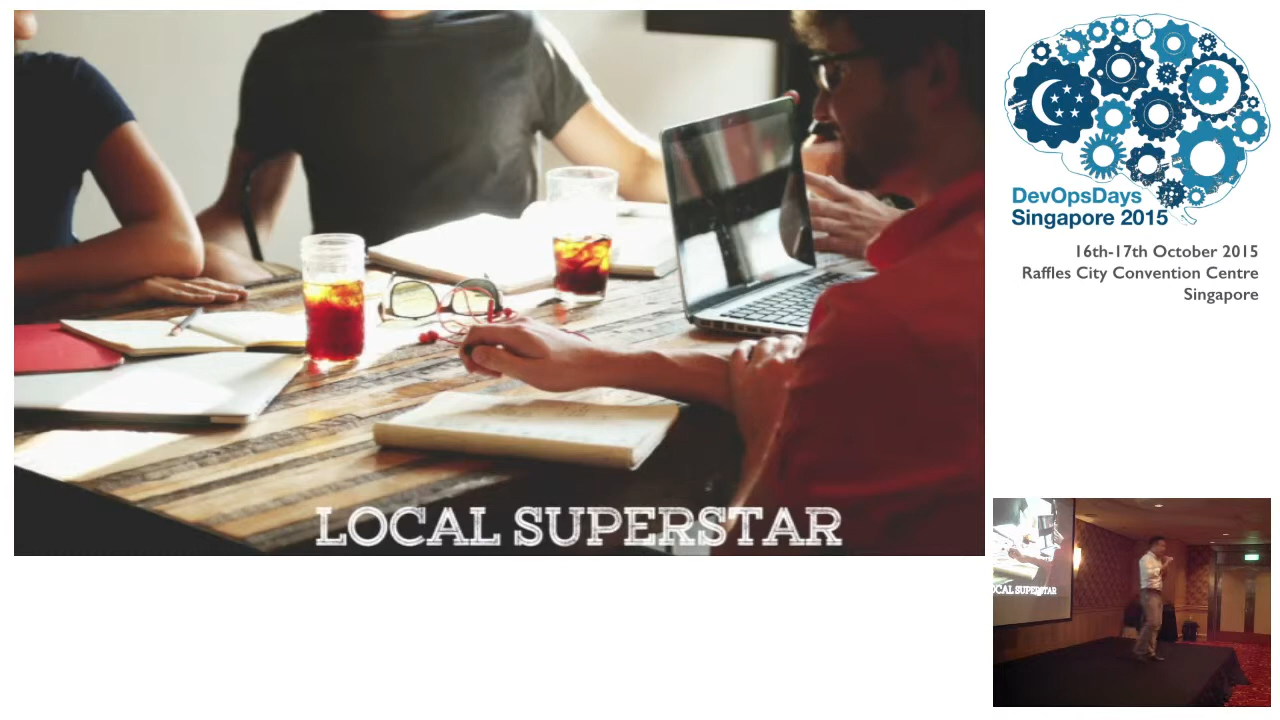 LOCAL SUPERSTAR
DevOpsDays
Singapore 2015
16th-17th October 2015
Raffles City Convention Centre
Singapore
LOCAL SUPERSTAR